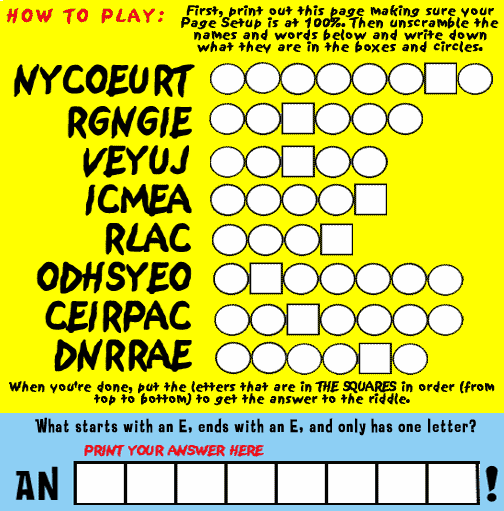 HOW TO PLAY:
First, print out this page making sure your
Page Setup is at 100%. Then unscramble the
names and words below and write down
what they are in the boxes and circles.
NYCOEURT
RGNGIE
VEYUJ
ICMEA
RLAC
ODHSYEO
CEIRPAC
DNRRAE
When you're done, put the letters that are in THE SQUARES in order (from
top to bottom) to get the answer to the riddle.
What starts with an E, ends with an E, and only has one letter?
PRINT YOUR ANSWER HERE
AN !